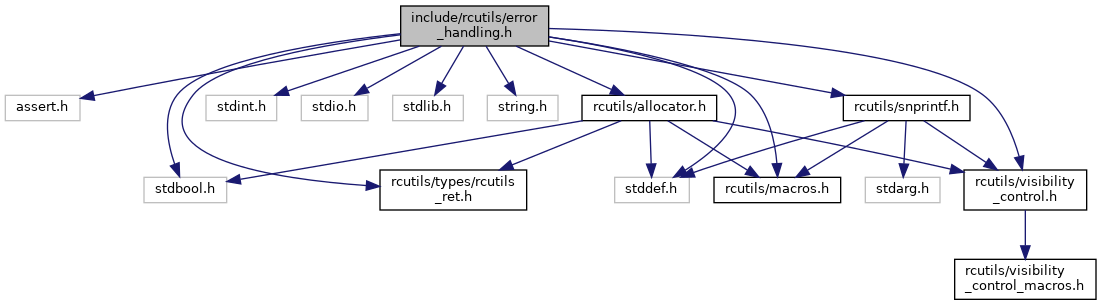 include/rcutils/error
_handling.h
assert.h
stdint.h
stdio.h
stdlib.h
string.h
rcutils/allocator.h
rcutils/snprintf.h
stdbool.h
rcutils/types/rcutils
_ret.h
stddef.h
rcutils/macros.h
stdarg.h
rcutils/visibility
_control.h
rcutils/visibility
_control_macros.h